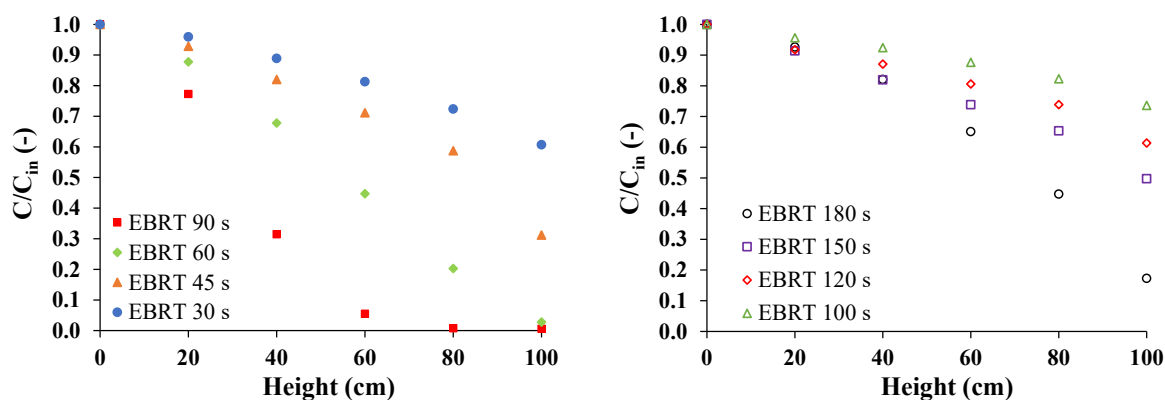 1.0
0.9
0.8
0.7
0.6
0.5
0.4
0.3
0.2
0.1
0.0
C/C_in (-)
EBRT 90 s
EBRT 60 s
EBRT 45 s
EBRT 30 s
0 20 40 60 80 100
Height (cm)
1.0
0.9
0.8
0.7
0.6
0.5
0.4
0.3
0.2
0.1
0.0
C/C_in (-)
EBRT 180 s
EBRT 150 s
EBRT 120 s
EBRT 100 s
0 20 40 60 80 100
Height (cm)